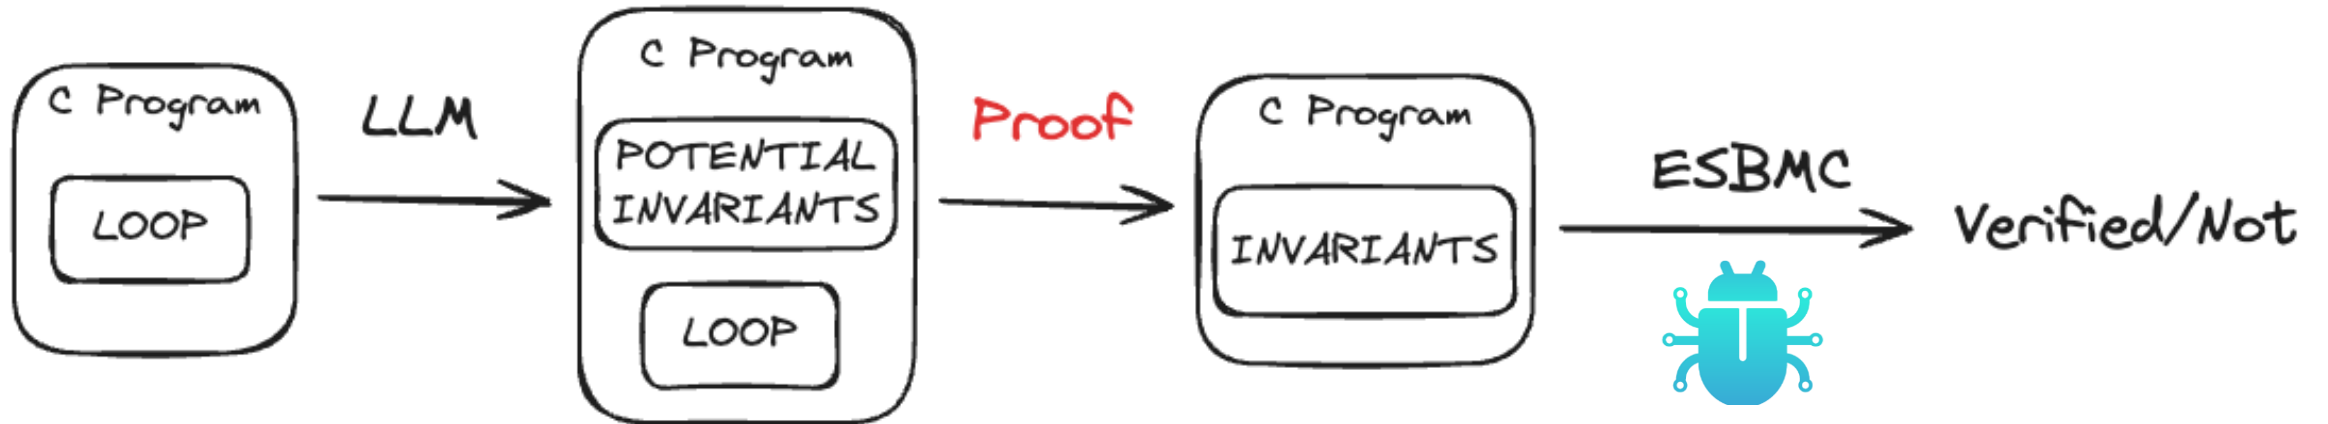 C Program
LOOP
LLM
C Program
POTENTIAL
INVARIANTS
LOOP
Proof
C Program
INVARIANTS
ESBMC
Verified/Not